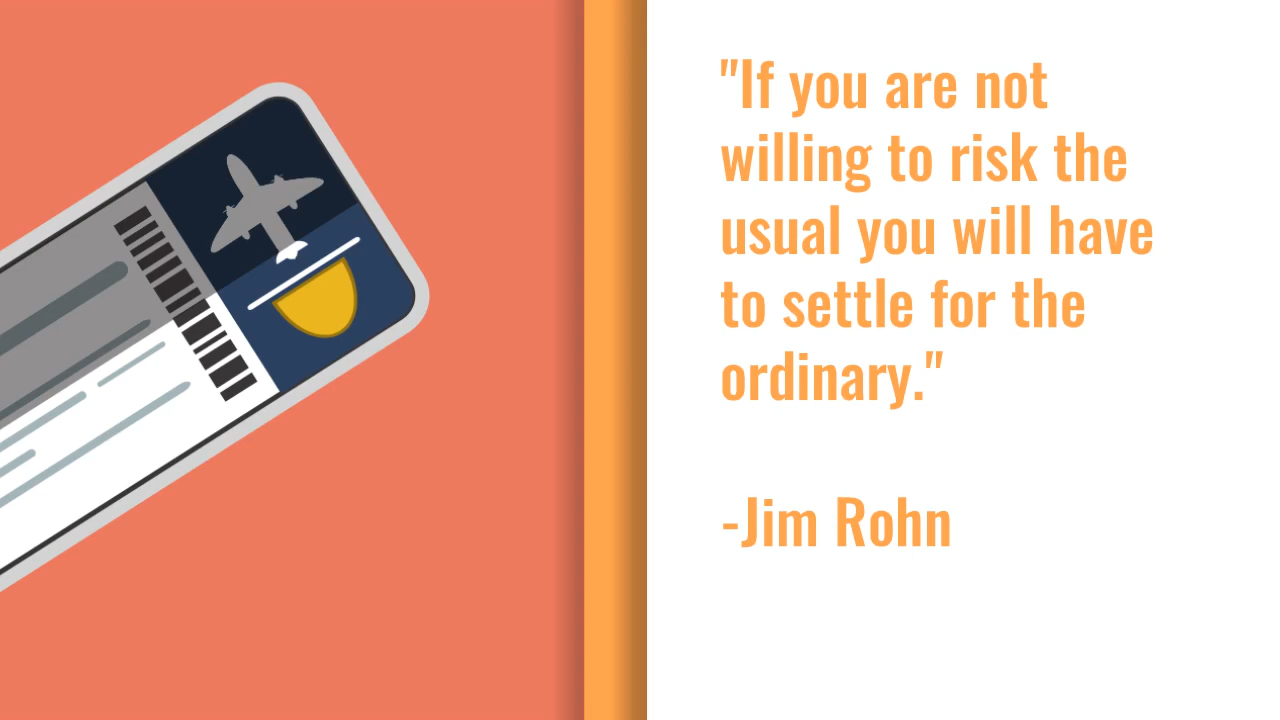 "If you are not
willing to risk the
usual you will have
to settle for the
ordinary."
-Jim Rohn